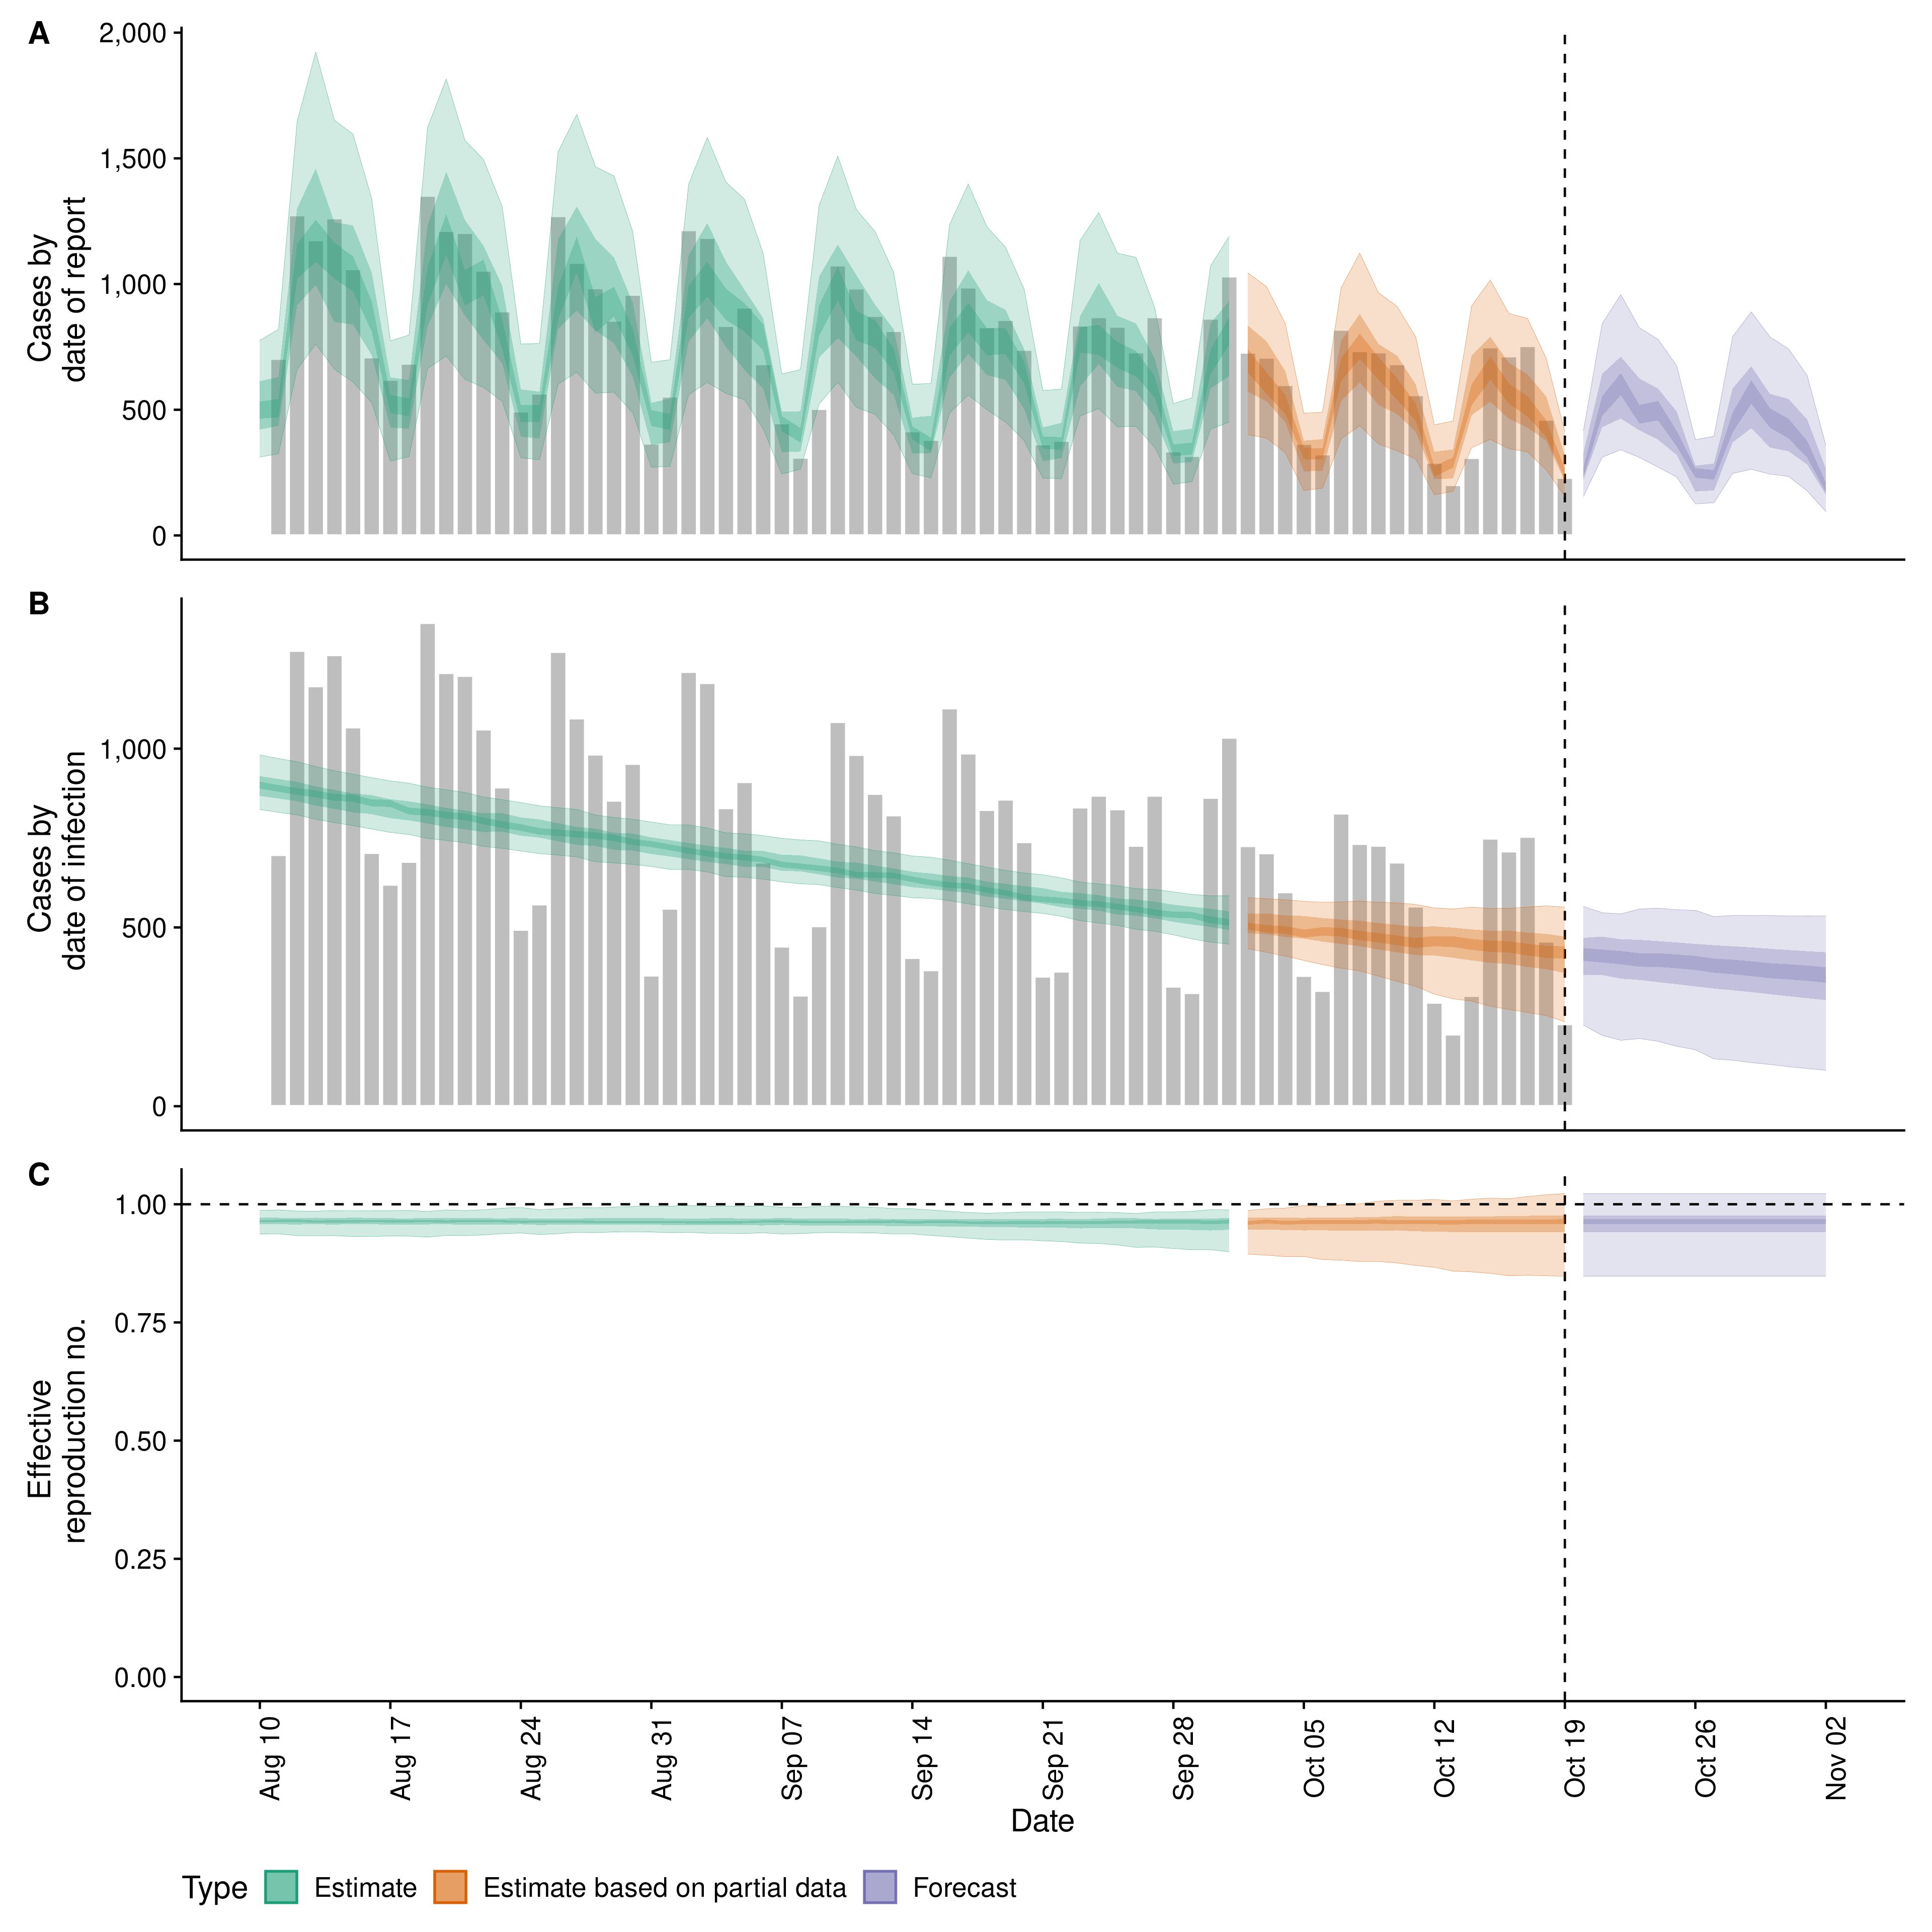 A
2,000
1,500
1,000
500
0
Cases by
date of report
B
1,000
500
0
Cases by
date of infection
C
1.00
0.75
0.50
0.25
0.00
Effective
reproduction no.
Aug 10
Aug 17
Aug 24
Aug 31
Sep 07
Sep 14
Sep 21
Sep 28
Oct 05
Oct 12
Oct 19
Oct 26
Nov 02
Date
Type Estimate Estimate based on partial data Forecast